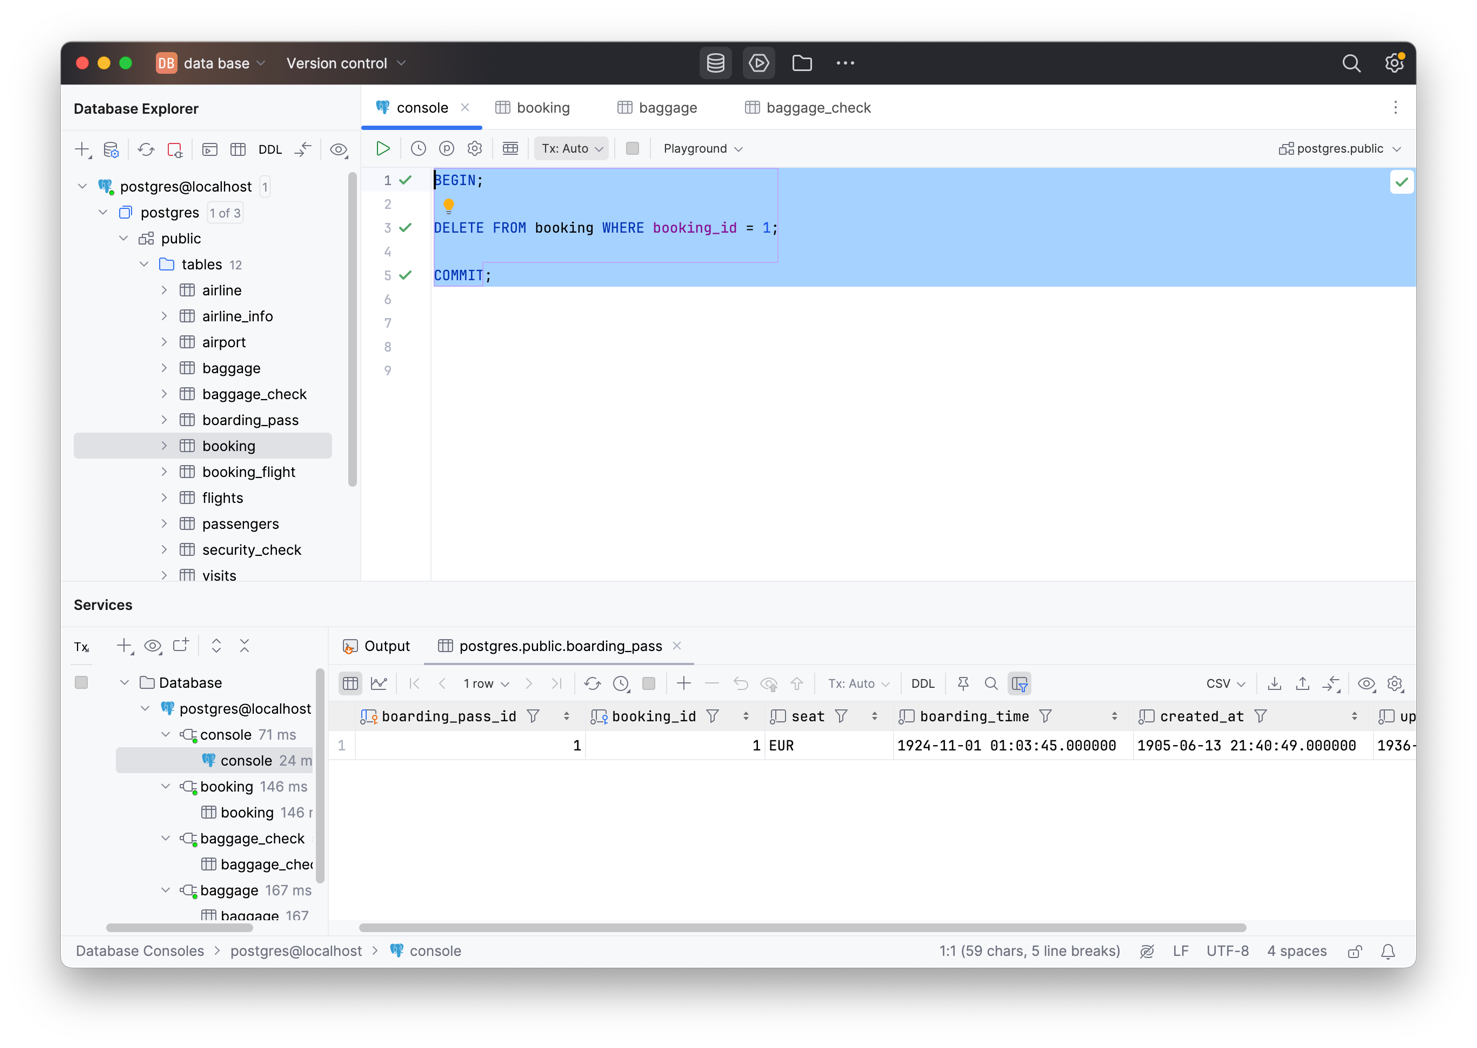 DB data base Version control
Database Explorer
console booking baggage baggage_check
DDL
Tx: Auto Playground postgres.public
postgres@localhost 1
postgres 1 of 3
public
tables 12
airline
airline_info
airport
baggage
baggage_check
boarding_pass
booking
booking_flight
flights
passengers
security_check
visits
1 BEGIN;
2
3 DELETE FROM booking WHERE booking_id = 1;
4
5 COMMIT;
6
7
8
9
Services
Tx
Database
postgres@localhost
console 71 ms
console 24 m
booking 146 ms
booking 146
baggage_check
baggage_chec
baggage 167 ms
baggage 167
Output postgres.public.boarding_pass
1 row Tx: Auto DDL CSV
boarding_pass_id booking_id seat boarding_time created_at up
1 1 1 EUR 1924-11-01 01:03:45.000000 1905-06-13 21:40:49.000000 1936-
Database Consoles postgres@localhost console 1:1 (59 chars, 5 line breaks) LF UTF-8 4 spaces